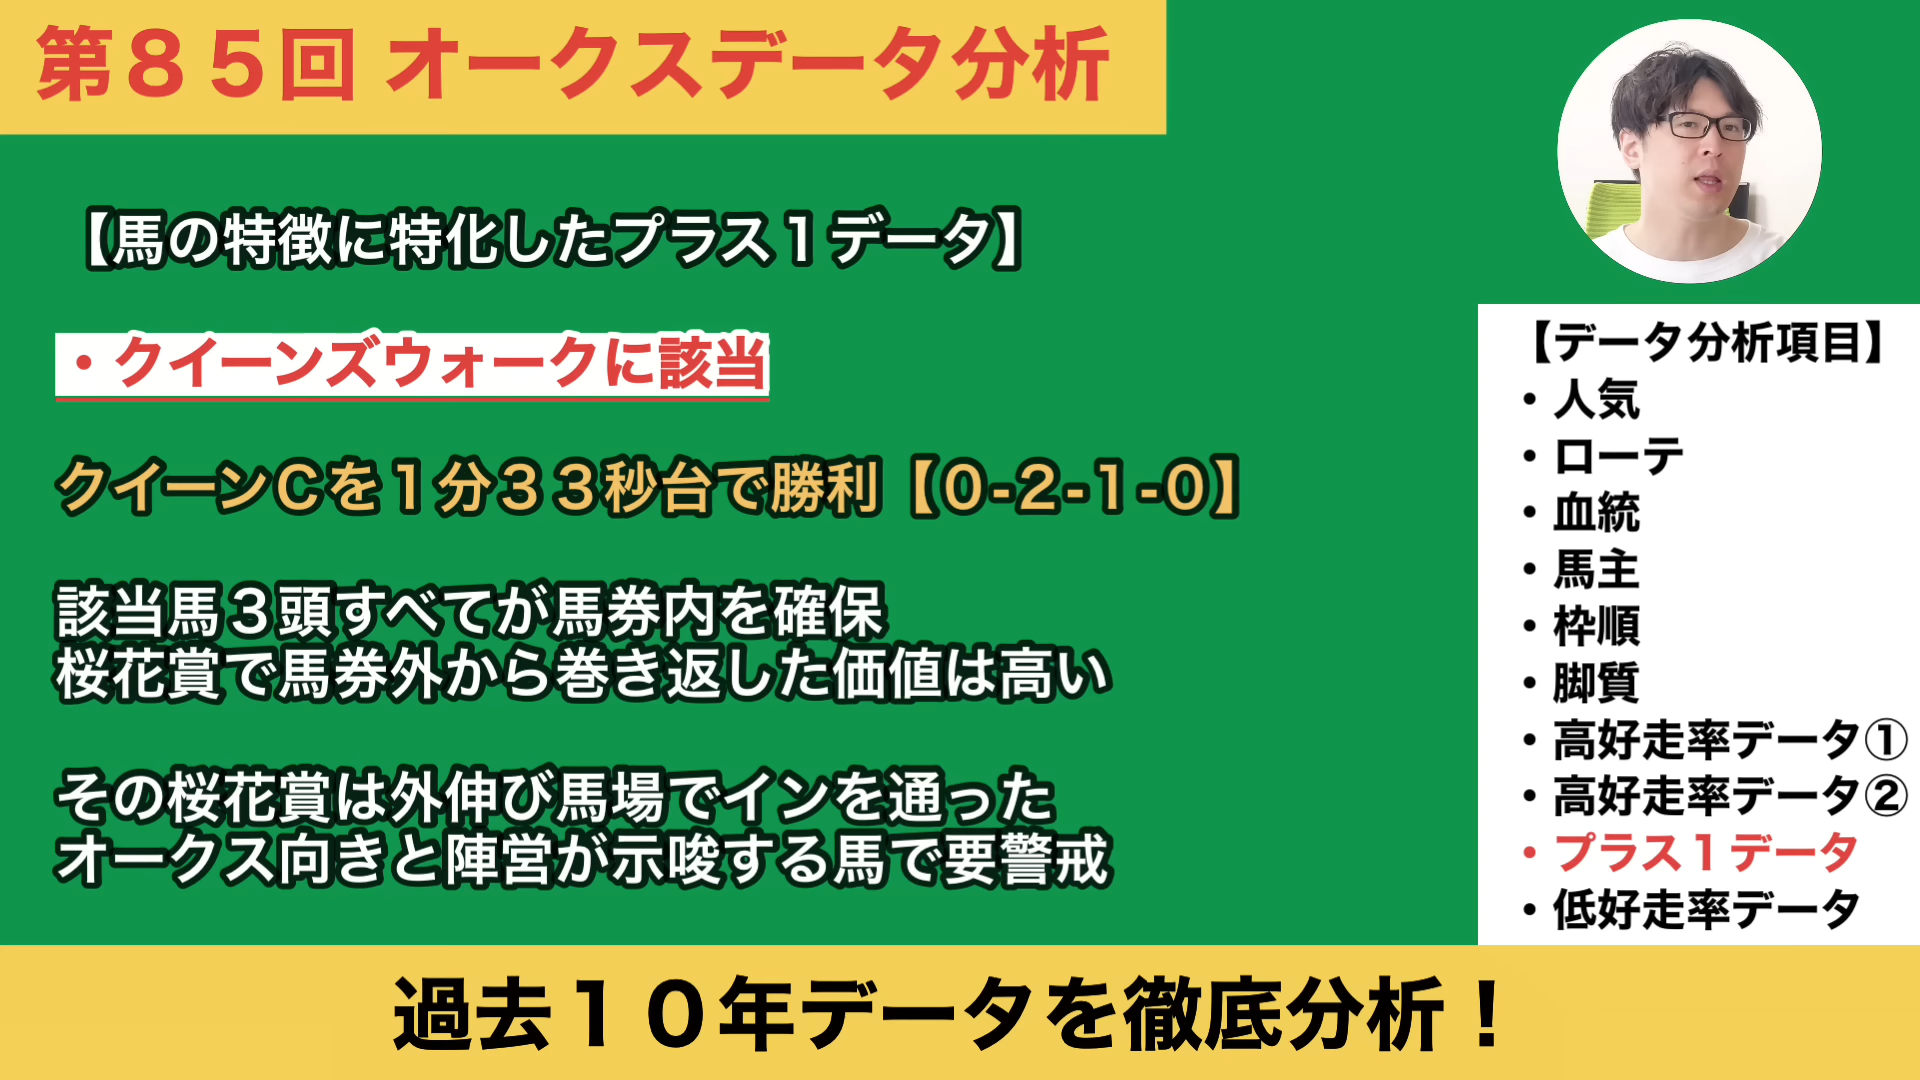 第８５回 オークスデータ分析
【馬の特徴に特化したプラス１データ】
・クイーンズウォークに該当
クイーンＣを１分３３秒台で勝利【０-２-１-０】
該当馬３頭すべてが馬券内を確保
桜花賞で馬券外から巻き返した価値は高い
その桜花賞は外伸び馬場でインを通った
オークス向きと陣営が示唆する馬で要警戒
【データ分析項目】
・人気
・ローテ
・血統
・馬主
・枠順
・脚質
・高好走率データ①
・高好走率データ②
・プラス１データ
・低好走率データ
過去１０年データを徹底分析！